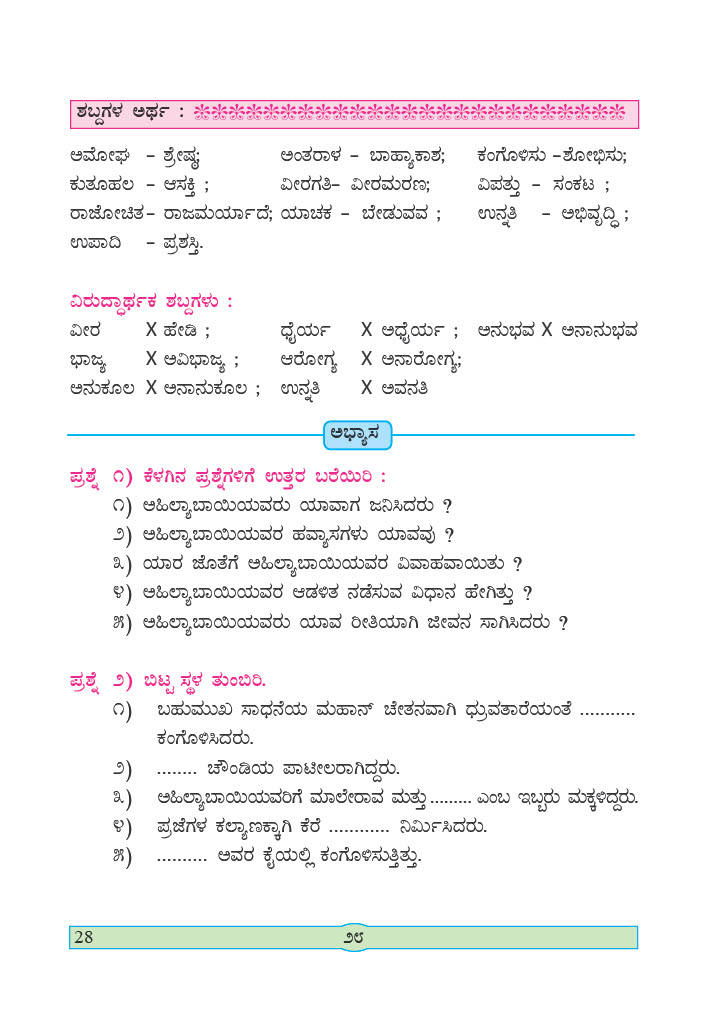 ಶಬ್ದಗಳ ಅರ್ಥ :
ಅಮೋಘ – ಶ್ರೇಷ್ಠ; ಅಂತರಾಳ – ಬಾಹ್ಯಾಕಾಶ; ಕಂಗೊಳಿಸು –ಶೋಭಿಸು;
ಕುತೂಹಲ – ಆಸಕ್ತಿ ; ವೀರಗತಿ– ವೀರಮರಣ; ವಿಪತ್ತು – ಸಂಕಟ ;
ರಾಜೋಚಿತ– ರಾಜಮರ್ಯಾದೆ; ಯಾಚಕ – ಬೇಡುವವ ; ಉನ್ನತಿ – ಅಭಿವೃದ್ಧಿ ;
ಉಪಾದಿ – ಪ್ರಶಸ್ತಿ.
ವಿರುದ್ಧಾರ್ಥಕ ಶಬ್ದಗಳು :
ವೀರ X ಹೇಡಿ ; ಧೈರ್ಯ X ಅಧೈರ್ಯ ; ಅನುಭವ X ಅನಾನುಭವ
ಭಾಜ್ಯ X ಅವಿಭಾಜ್ಯ ; ಆರೋಗ್ಯ X ಅನಾರೋಗ್ಯ;
ಅನುಕೂಲ X ಅನಾನುಕೂಲ ; ಉನ್ನತಿ X ಅವನತಿ
ಅಭ್ಯಾಸ
ಪ್ರಶ್ನೆ ೧) ಕೆಳಗಿನ ಪ್ರಶ್ನೆಗಳಿಗೆ ಉತ್ತರ ಬರೆಯಿರಿ :
೧) ಅಹಿಲ್ಯಾಬಾಯಿಯವರು ಯಾವಾಗ ಜನಿಸಿದರು ?
೨) ಅಹಿಲ್ಯಾಬಾಯಿಯವರ ಹವ್ಯಾಸಗಳು ಯಾವವು ?
೩) ಯಾರ ಜೊತೆಗೆ ಅಹಿಲ್ಯಾಬಾಯಿಯವರ ವಿವಾಹವಾಯಿತು ?
೪) ಅಹಿಲ್ಯಾಬಾಯಿಯವರ ಆಡಳಿತ ನಡೆಸುವ ವಿಧಾನ ಹೇಗಿತ್ತು ?
೫) ಅಹಿಲ್ಯಾಬಾಯಿಯವರು ಯಾವ ರೀತಿಯಾಗಿ ಜೀವನ ಸಾಗಿಸಿದರು ?
ಪ್ರಶ್ನೆ ೨) ಬಿಟ್ಟ ಸ್ಥಳ ತುಂಬಿರಿ.
೧) ಬಹುಮುಖ ಸಾಧನೆಯ ಮಹಾನ್ ಚೇತನವಾಗಿ ಧ್ರುವತಾರೆಯಂತೆ ...........
ಕಂಗೊಳಿಸಿದರು.
೨) ........ ಚೌಂಡಿಯ ಪಾಟೀಲರಾಗಿದ್ದರು.
೩) ಅಹಿಲ್ಯಾಬಾಯಿಯವರಿಗೆ ಮಾಲೇರಾವ ಮತ್ತು ......... ಎಂಬ ಇಬ್ಬರು ಮಕ್ಕಳಿದ್ದರು.
೪) ಪ್ರಜೆಗಳ ಕಲ್ಯಾಣಕ್ಕಾಗಿ ಕೆರೆ ............ ನಿರ್ಮಿಸಿದರು.
೫) .......... ಅವರ ಕೈಯಲ್ಲಿ ಕಂಗೊಳಿಸುತ್ತಿತ್ತು.
28 ೨೮